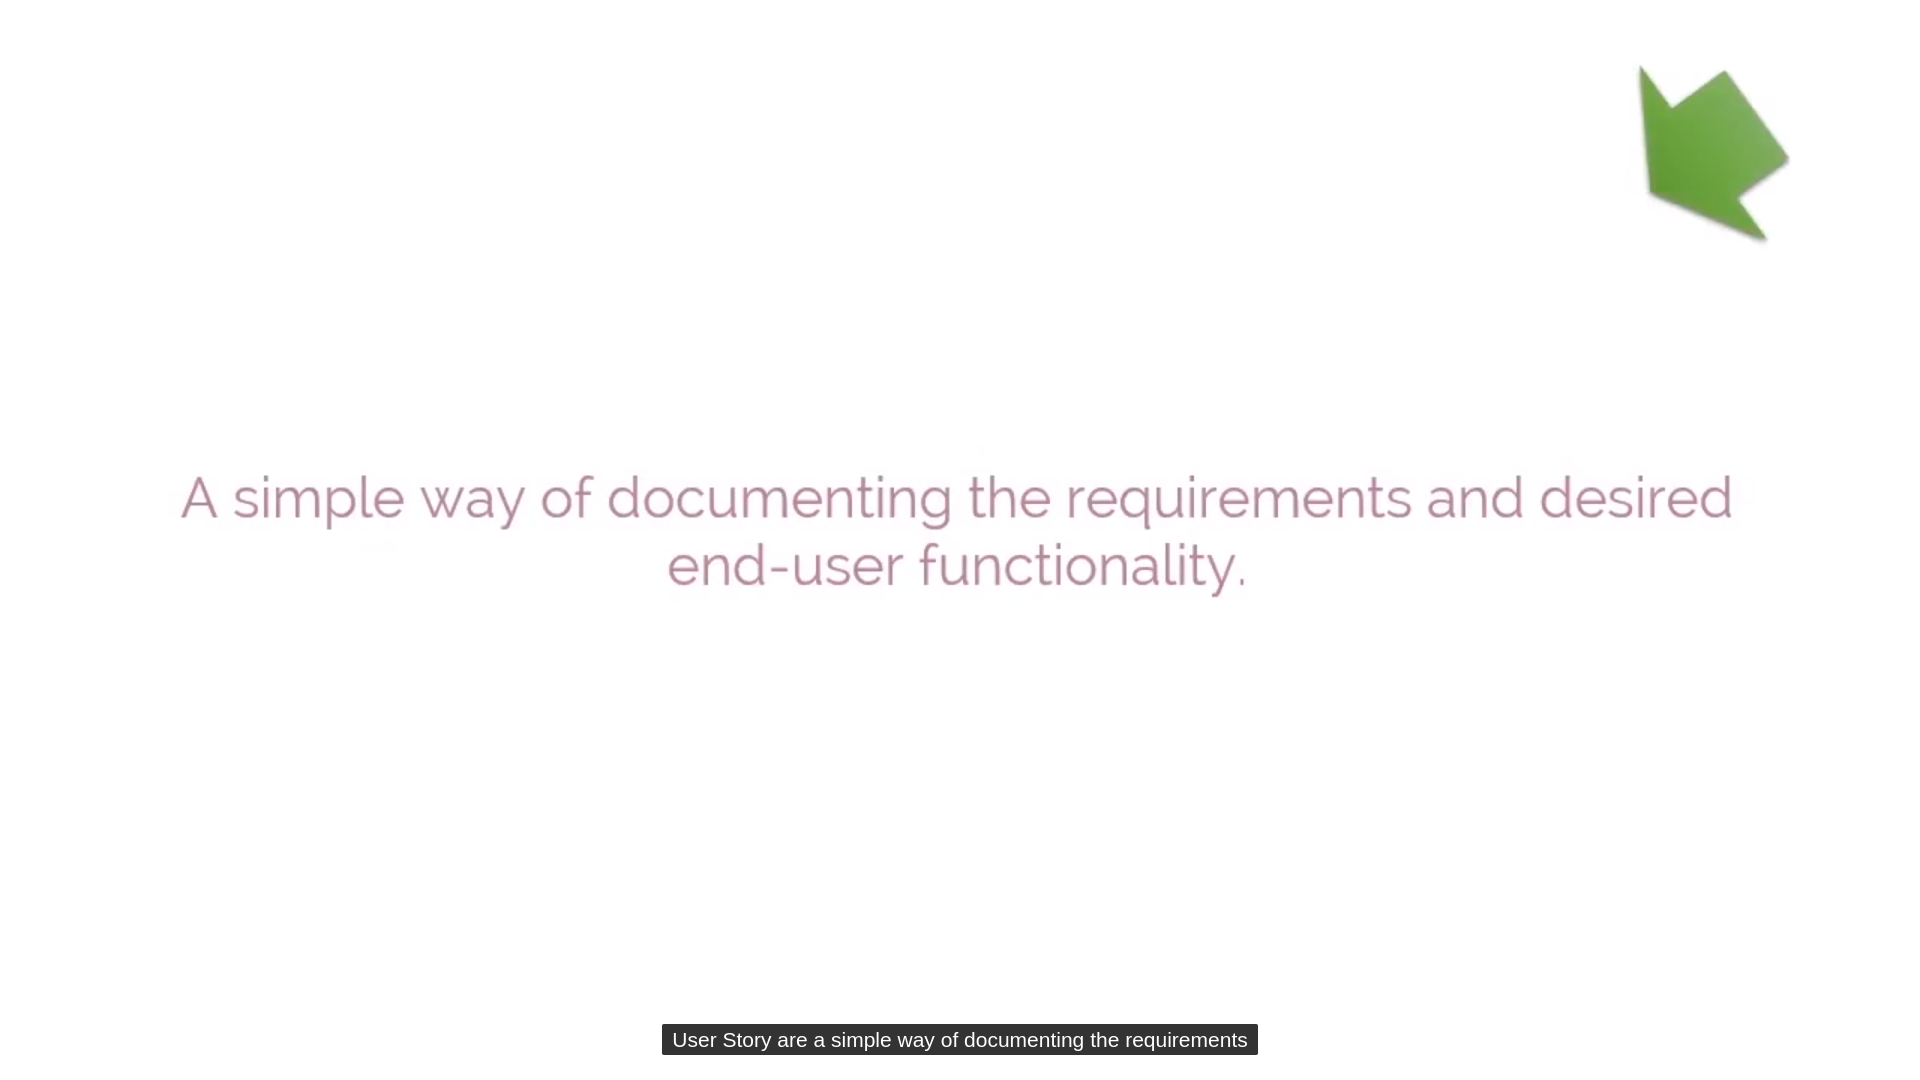 A simple way of documenting the requirements and desired
end-user functionality.
User Story are a simple way of documenting the requirements